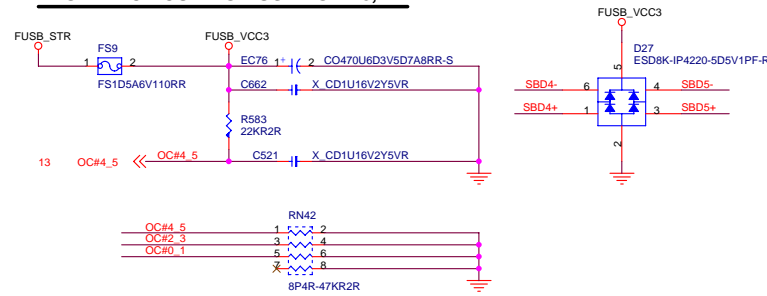 FUSB_STR
FS9
1
2
FS1D5A6V110RR
FUSB_VCC3
EC76
1
+
2
CO470U6D3V5D7A8RR-S
C662
X_CD1U16V2Y5VR
R583
22KR2R
13
OC#4_5
OC#4_5
C521
X_CD1U16V2Y5VR
FUSB_VCC3
D27
ESD8K-IP4220-5D5V1PF-R
5
SBD4-
6
4
SBD5-
SBD4+
1
3
SBD5+
2
RN42
OC#4_5
1
2
OC#2_3
3
4
OC#0_1
5
6
7
8
8P4R-47KR2R